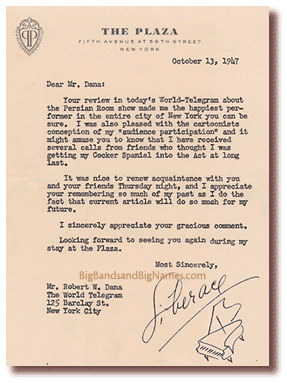 THE PLAZA
FIFTH AVENUE AT 59TH STREET
NEW YORK
October 13, 1947
Dear Mr. Dana:
Your review in today's World-Telegram about
the Persian Room show made me the happiest per-
former in the entire city of New York you can be
sure. I was also pleased with the cartoonists
conception of my "audience participation" and it
might amuse you to know that I have received
several calls from friends who thought I was
getting my Cocker Spaniel into the Act at long
last.
It was nice to renew acquaintance with you
and your friends Thursday night, and I appreciate
your remembering so much of my past as I do the
fact that current article will do so much for my
future.
I sincerely appreciate your gracious comment.
Looking forward to seeing you again during my
stay at the Plaza.
Most Sincerely,
BigBandsandBigNames.com
Liberace
Mr. Robert W. Dana
The World Telegram
125 Barclay St.
New York City